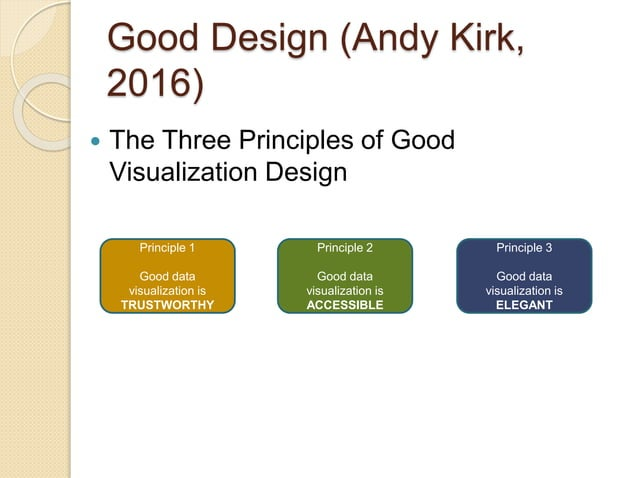 Good Design (Andy Kirk,
2016)
The Three Principles of Good
Visualization Design
Principle 1
Good data
visualization is
TRUSTWORTHY
Principle 2
Good data
visualization is
ACCESSIBLE
Principle 3
Good data
visualization is
ELEGANT